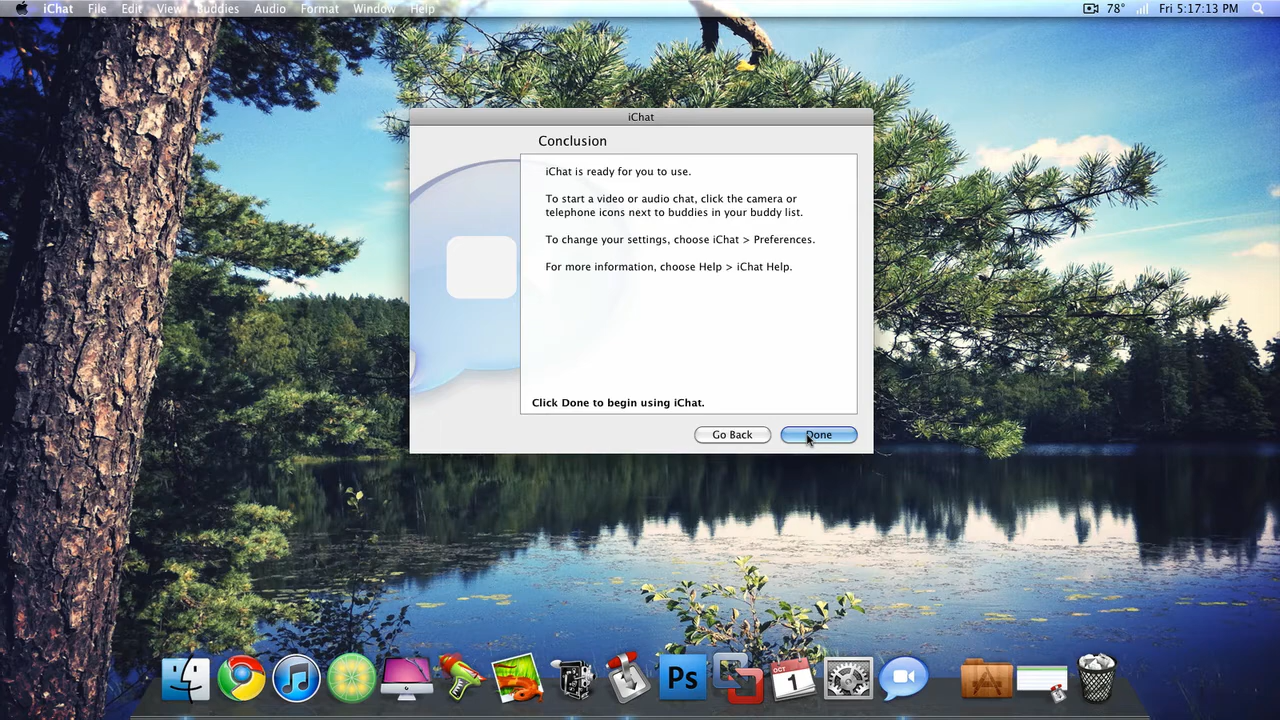 iChat File Edit View Buddies Audio Format Window Help 78° Fri 5:17:13 PM
iChat
Conclusion
iChat is ready for you to use.
To start a video or audio chat, click the camera or
telephone icons next to buddies in your buddy list.
To change your settings, choose iChat > Preferences.
For more information, choose Help > iChat Help.
Click Done to begin using iChat.
Go Back Done
Ps
OCT
1